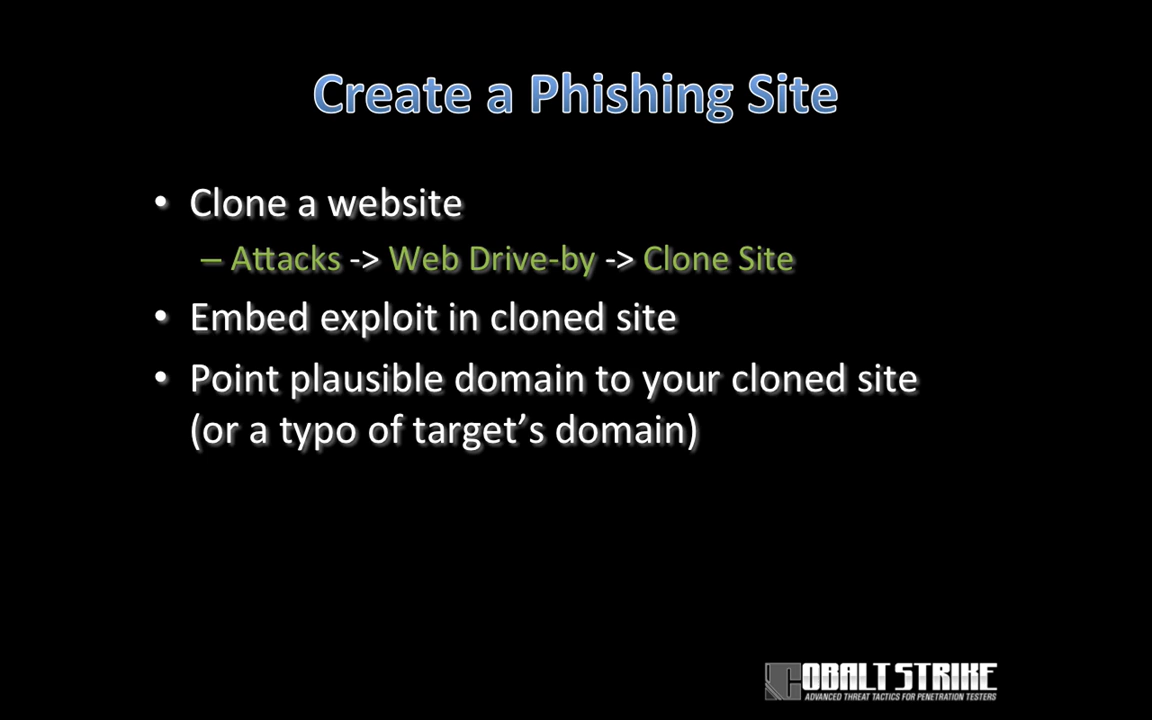 Create a Phishing Site
• Clone a website
– Attacks -> Web Drive-by -> Clone Site
• Embed exploit in cloned site
• Point plausible domain to your cloned site
(or a typo of target’s domain)
COBALT STRIKE
ADVANCED THREAT TACTICS FOR PENETRATION TESTERS